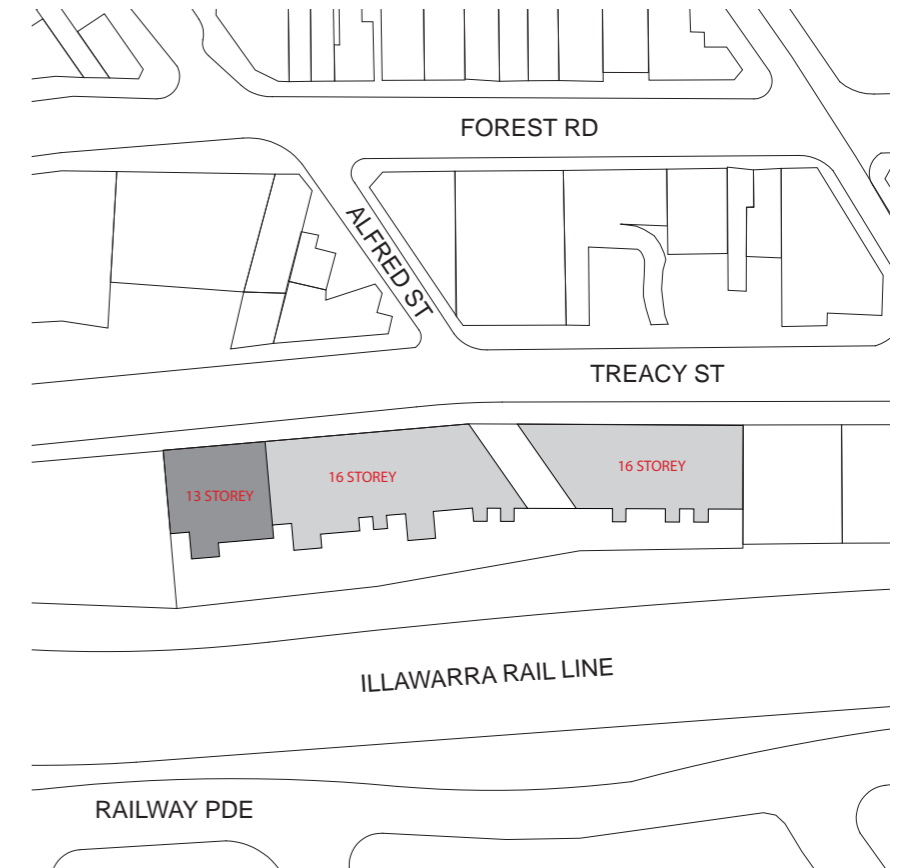 FOREST RD
ALFRED ST
TREACY ST
16 STOREY
16 STOREY
13 STOREY
ILLAWARRA RAIL LINE
RAILWAY PDE